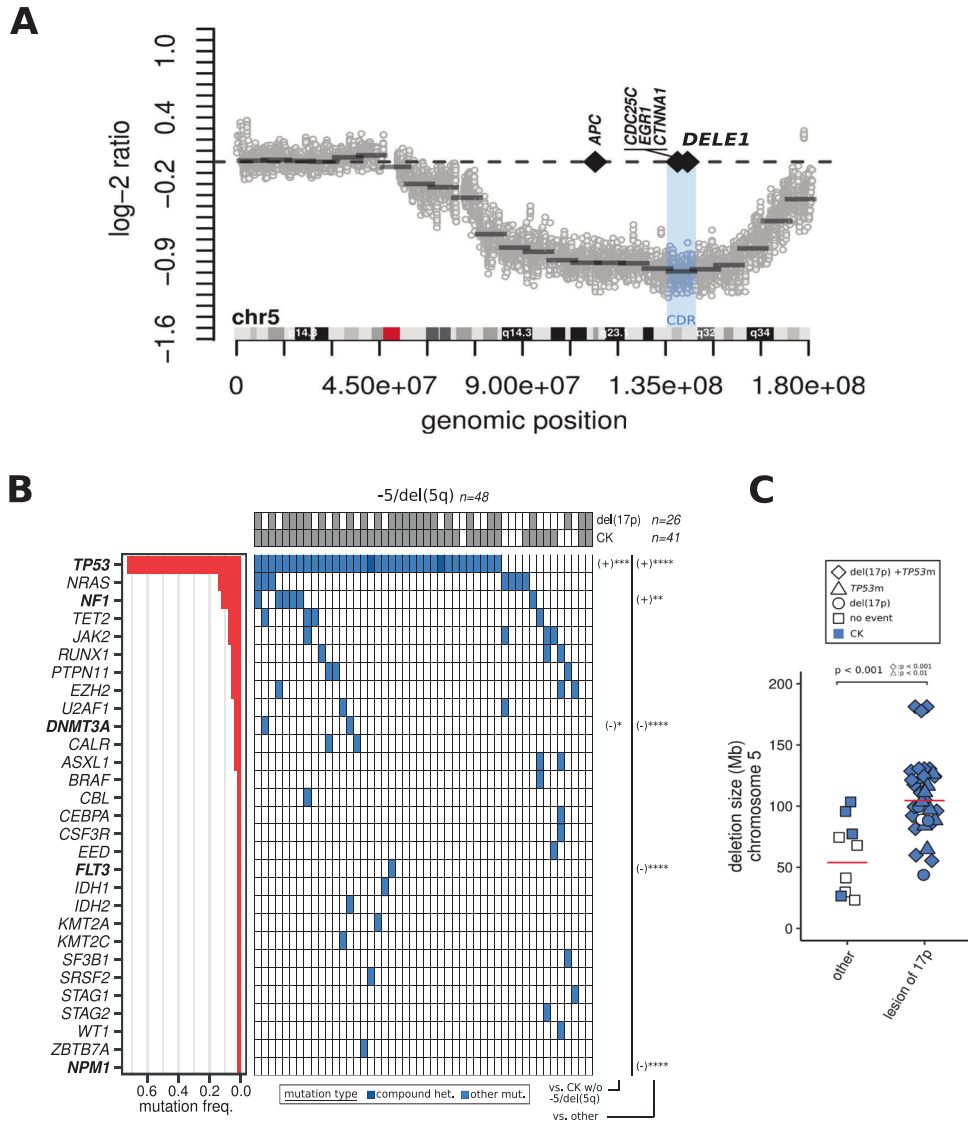 A
log−2 ratio
1.0
0.4
−0.2
−0.9
−1.6
APC
CDC25C
EGR1
CTNNA1
DELE1
CDR
chr5
p14.3
q14.3
q23.1
q32
q34
0
4.50e+07
9.00e+07
1.35e+08
1.80e+08
genomic position
B
-5/del(5q) n=48
del(17p) n=26
CK n=41
TP53 (+)*** (+)****
NRAS
NF1 (+)**
TET2
JAK2
RUNX1
PTPN11
EZH2
U2AF1
DNMT3A (-)* (-)****
CALR
ASXL1
BRAF
CBL
CEBPA
CSF3R
EED
FLT3 (-)****
IDH1
IDH2
KMT2A
KMT2C
SF3B1
SRSF2
STAG1
STAG2
WT1
ZBTB7A
NPM1 (-)****
0.6 0.4 0.2 0.0
mutation freq.
mutation type compound het. other mut.
vs. CK w/o
-5/del(5q)
vs. other
C
del(17p) +TP53m
TP53m
del(17p)
no event
CK
p < 0.001
◇:p < 0.001
△:p < 0.01
deletion size (Mb)
chromosome 5
200
150
100
50
0
other
lesion of 17p